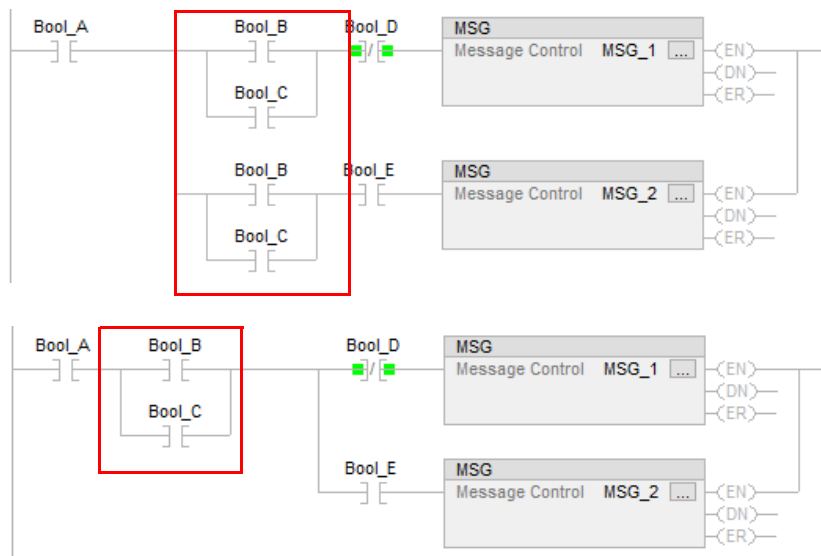 Bool_A Bool_B Bool_D MSG
Message Control MSG_1 ... (EN)
(DN)
Bool_C (ER)
Bool_B Bool_E MSG
Message Control MSG_2 ... (EN)
(DN)
Bool_C (ER)
Bool_A Bool_B Bool_D MSG
Message Control MSG_1 ... (EN)
(DN)
Bool_C (ER)
Bool_E MSG
Message Control MSG_2 ... (EN)
(DN)
(ER)